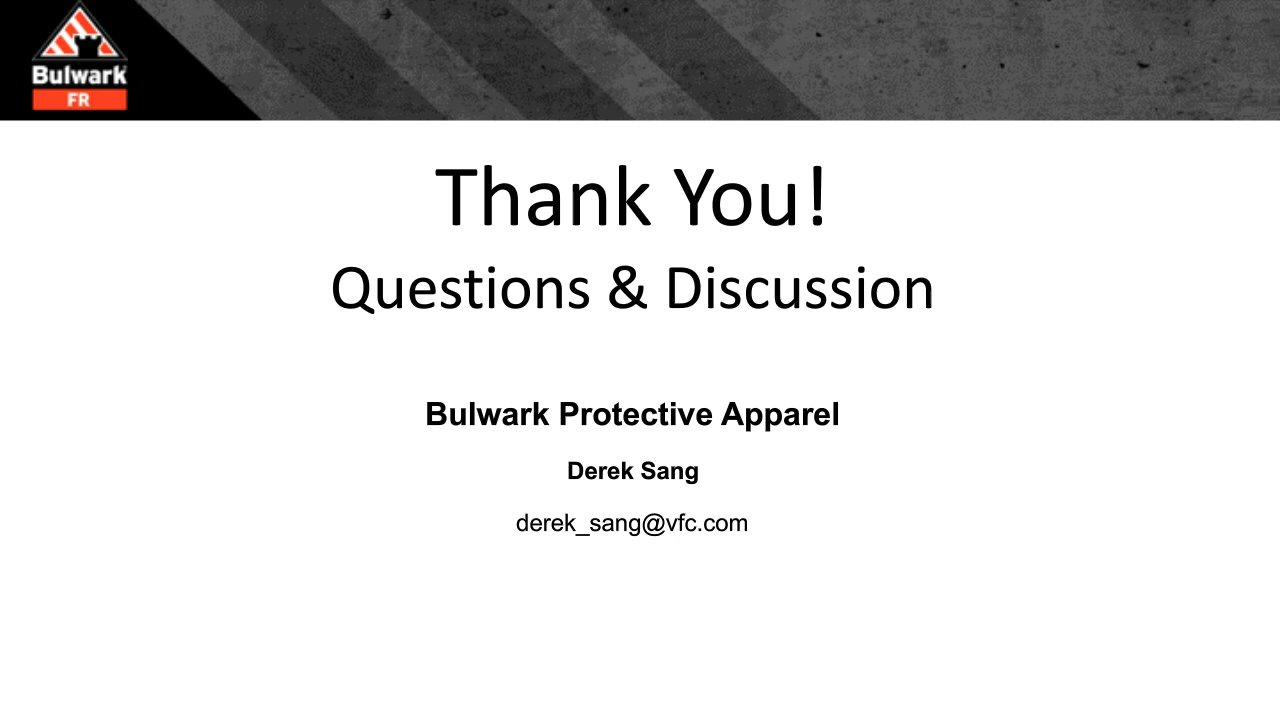 Bulwark
FR
Thank You!
Questions & Discussion
Bulwark Protective Apparel
Derek Sang
derek_sang@vfc.com